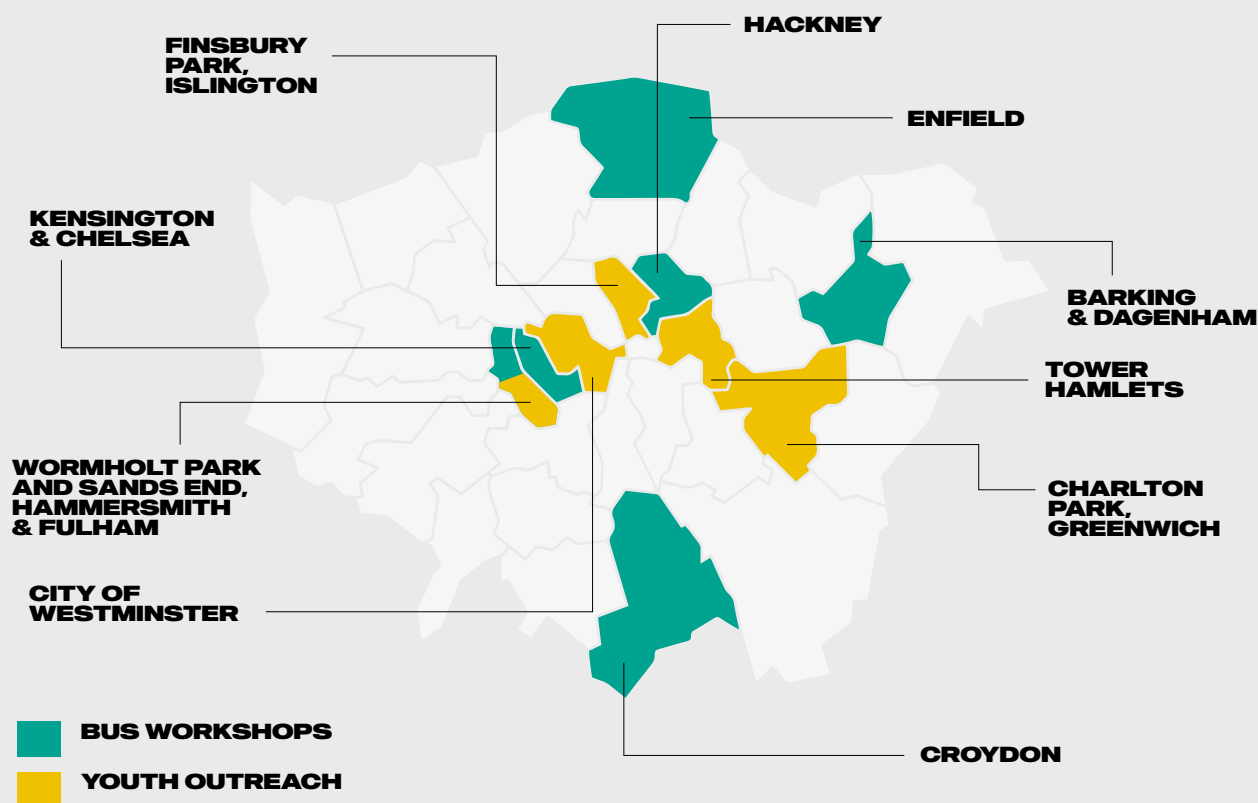 HACKNEY
FINSBURY
PARK,
ISLINGTON
ENFIELD
KENSINGTON
& CHELSEA
BARKING
& DAGENHAM
TOWER
HAMLETS
WORMHOLT PARK
AND SANDS END,
HAMMERSMITH
& FULHAM
CHARLTON
PARK,
GREENWICH
CITY OF
WESTMINSTER
BUS WORKSHOPS
CROYDON
YOUTH OUTREACH